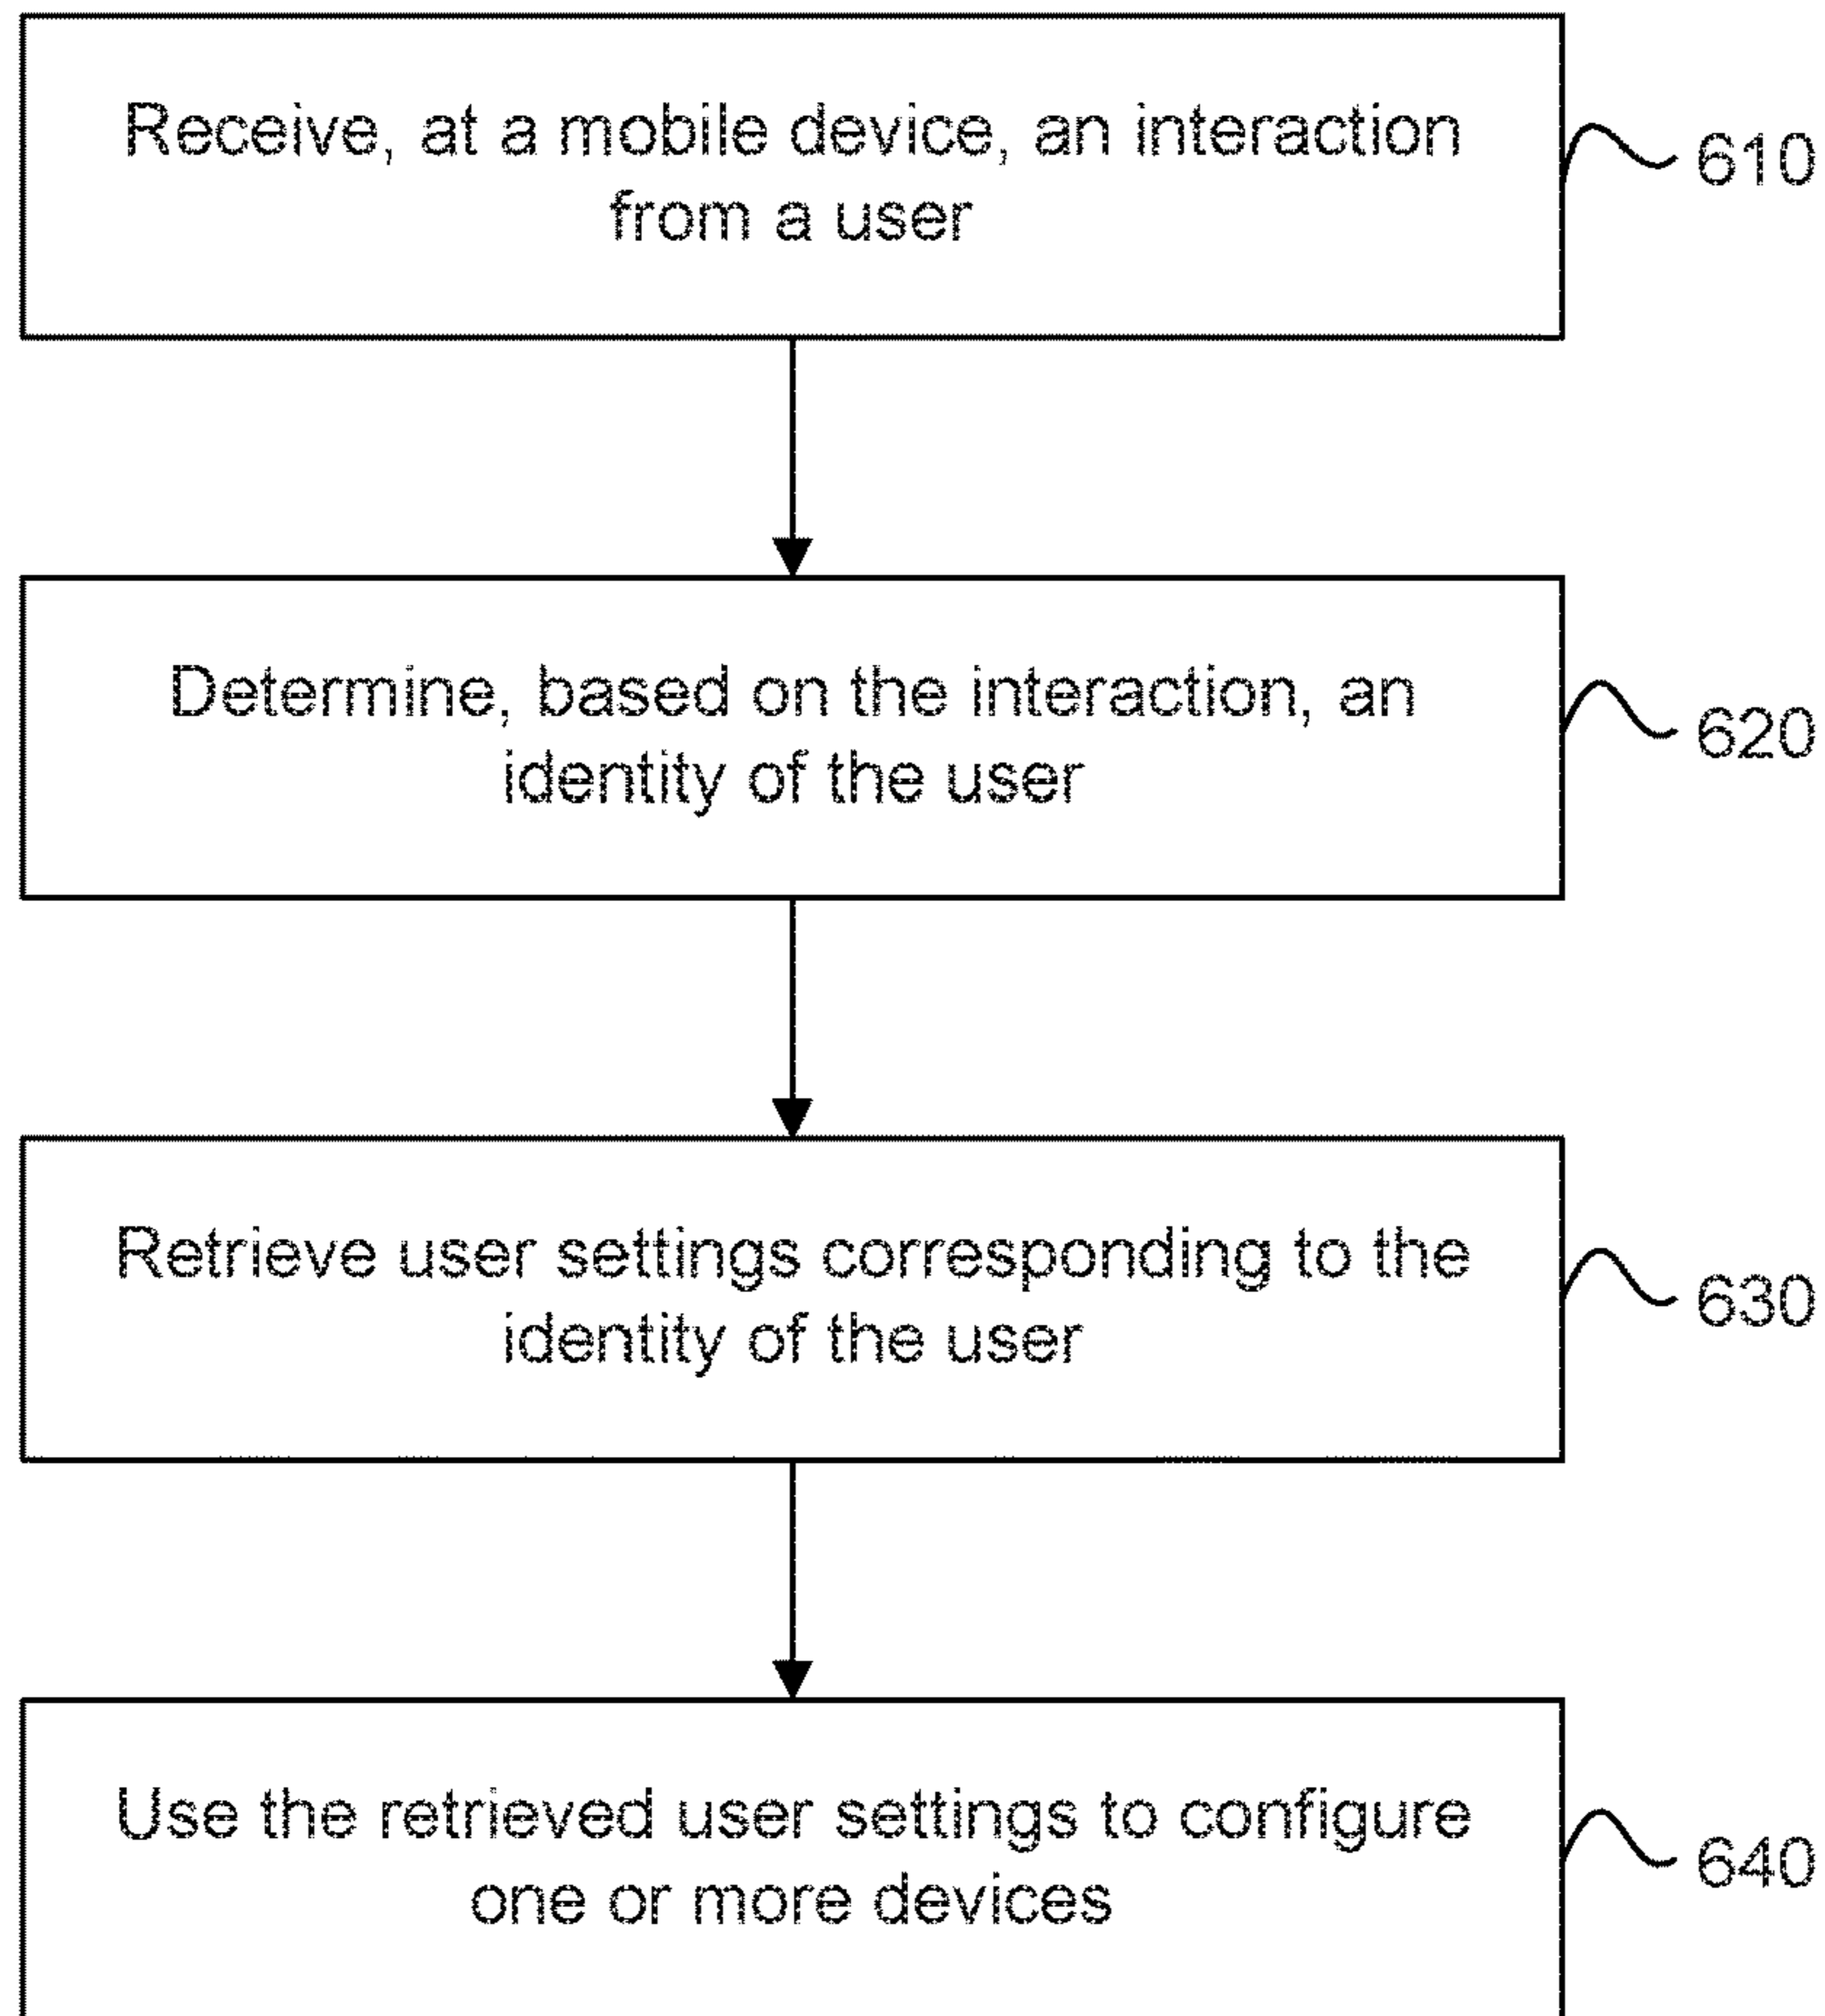 Receive, at a mobile device, an interaction
from a user
610
Determine, based on the interaction, an
identity of the user
620
Retrieve user settings corresponding to the
identity of the user
630
Use the retrieved user settings to configure
one or more devices
640